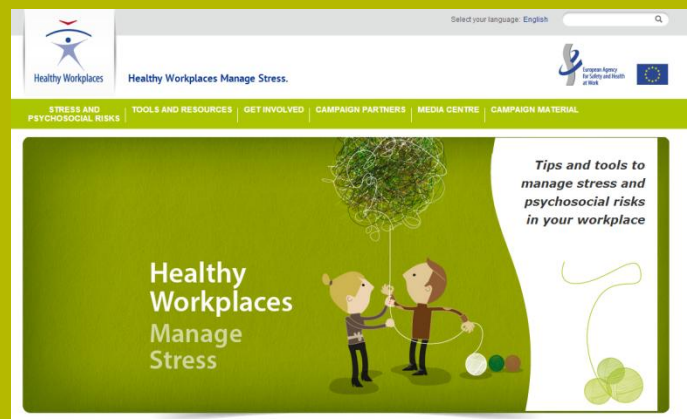 Select your language: English
Healthy Workplaces
Healthy Workplaces Manage Stress.
European Agency
for Safety and Health
at Work
STRESS AND
PSYCHOSOCIAL RISKS
TOOLS AND RESOURCES
GET INVOLVED
CAMPAIGN PARTNERS
MEDIA CENTRE
CAMPAIGN MATERIAL
Tips and tools to
manage stress and
psychosocial risks
in your workplace
Healthy
Workplaces
Manage
Stress